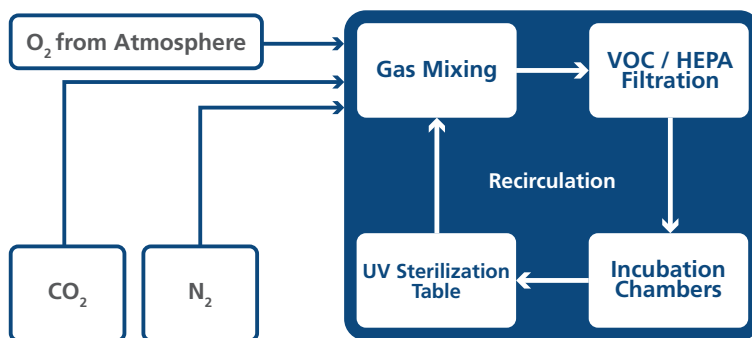 O₂ from Atmosphere
Gas Mixing
VOC / HEPA
Filtration
Recirculation
CO₂
N₂
UV Sterilization
Table
Incubation
Chambers